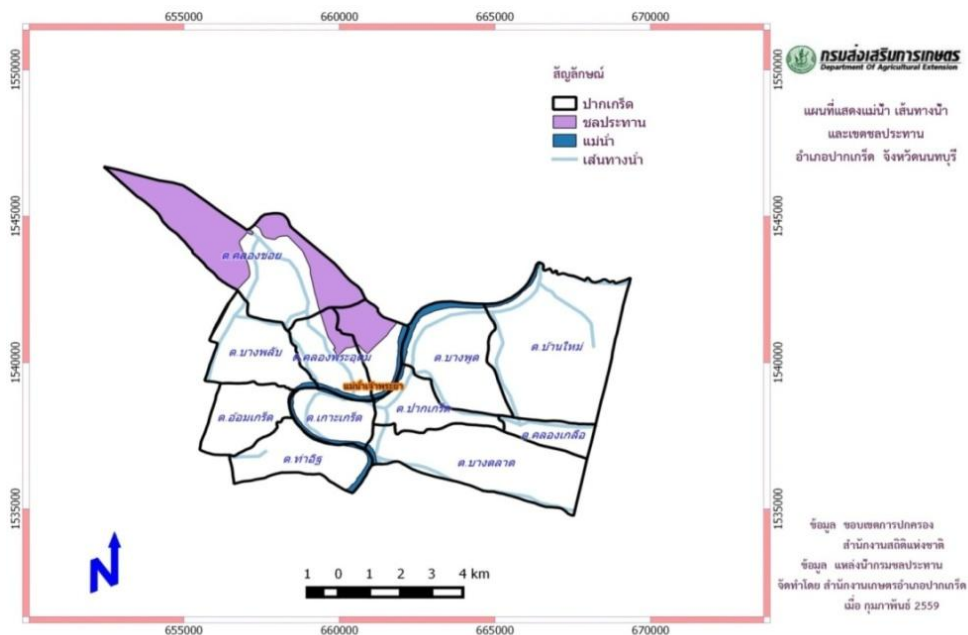 655000 660000 665000 670000
1550000
1545000
1540000
1535000
กรมส่งเสริมการเกษตร
Department Of Agricultural Extension
แผนที่แสดงแม่น้ำ เส้นทางน้ำ
และเขตชลประทาน
อำเภอปากเกร็ด จังหวัดนนทบุรี
สัญลักษณ์
ปากเกร็ด
ชลประทาน
แม่น้ำ
เส้นทางน้ำ
ต.คลองข่อย
ต.บางพลับ
ต.คลองพระอุดม
ต.บางพูด
ต.บ้านใหม่
แม่น้ำเจ้าพระยา
ต.อ้อมเกร็ด
ต.เกาะเกร็ด
ต.ปากเกร็ด
ต.คลองเกลือ
ต.ท่าอิฐ
ต.บางตลาด
N
1 0 1 2 3 4 km
ข้อมูล ขอบเขตการปกครอง
สำนักงานสถิติแห่งชาติ
ข้อมูล แหล่งน้ำกรมชลประทาน
จัดทำโดย สำนักงานเกษตรอำเภอปากเกร็ด
เมื่อ กุมภาพันธ์ 2559
1550000
1545000
1540000
1535000
655000 660000 665000 670000